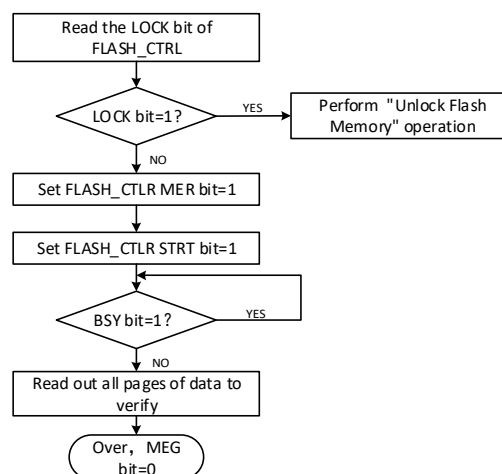 Read the LOCK bit of
FLASH_CTRL
LOCK bit=1?
YES
Perform "Unlock Flash
Memory" operation
NO
Set FLASH_CTLR MER bit=1
Set FLASH_CTLR STRT bit=1
BSY bit=1?
YES
NO
Read out all pages of data to
verify
Over, MEG
bit=0